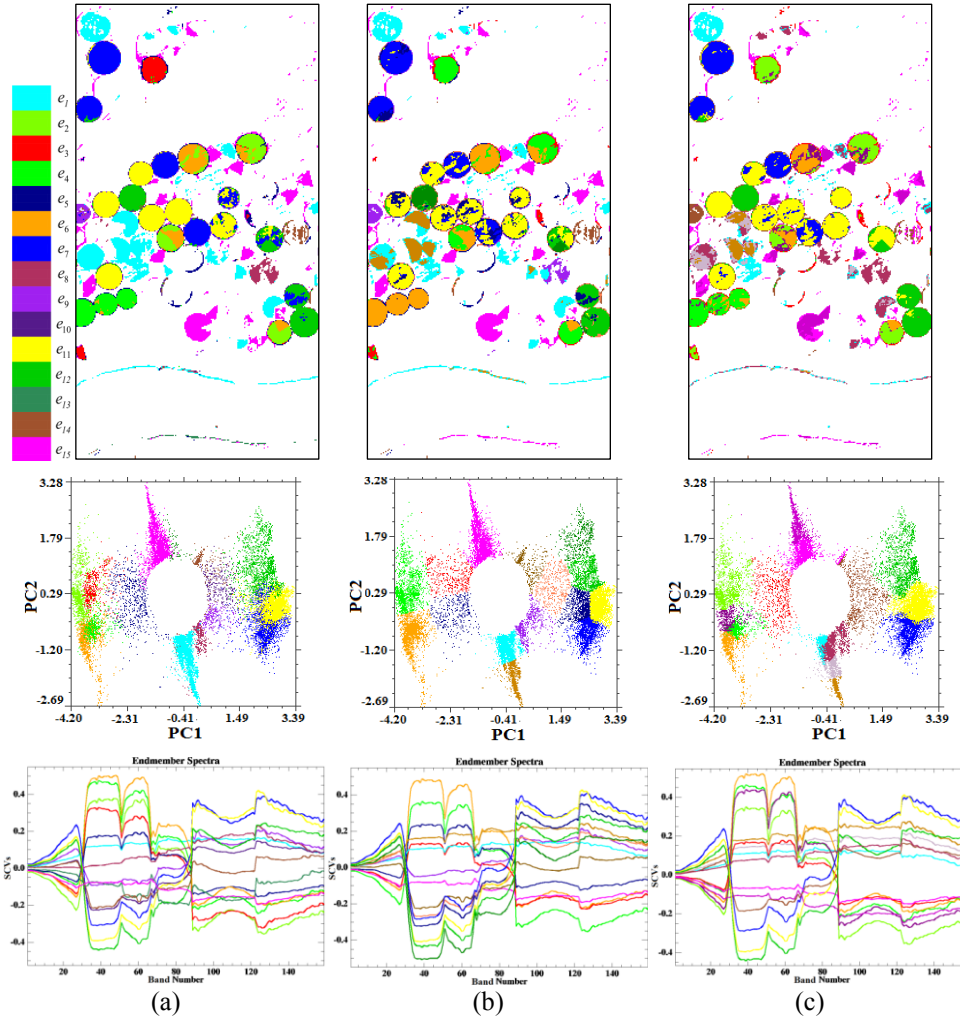 e1
e2
e3
e4
e5
e6
e7
e8
e9
e10
e11
e12
e13
e14
e15
3.28
1.79
0.29
-1.20
-2.69
PC2
-4.20 -2.31 -0.41 1.49 3.39
PC1
3.28
1.79
0.29
-1.20
-2.69
PC2
-4.20 -2.31 -0.41 1.49 3.39
PC1
3.28
1.79
0.29
-1.20
-2.69
PC2
-4.20 -2.31 -0.41 1.49 3.39
PC1
Endmember Spectra
0.4
0.2
0.0
-0.2
-0.4
SCVs
20 40 60 80 100 120 140
Band Number
Endmember Spectra
0.4
0.2
0.0
-0.2
-0.4
SCVs
20 40 60 80 100 120 140
Band Number
Endmember Spectra
0.4
0.2
0.0
-0.2
-0.4
SCVs
20 40 60 80 100 120 140
Band Number
(a) (b) (c)